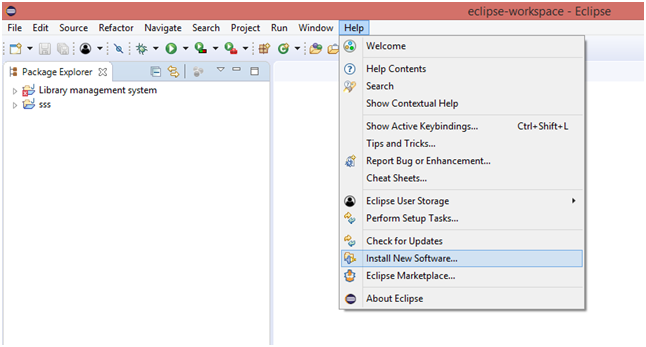 eclipse-workspace - Eclipse
File Edit Source Refactor Navigate Search Project Run Window Help
Package Explorer
Library management system
sss
Welcome
Help Contents
Search
Show Contextual Help
Show Active Keybindings... Ctrl+Shift+L
Tips and Tricks...
Report Bug or Enhancement...
Cheat Sheets...
Eclipse User Storage
Perform Setup Tasks...
Check for Updates
Install New Software...
Eclipse Marketplace...
About Eclipse